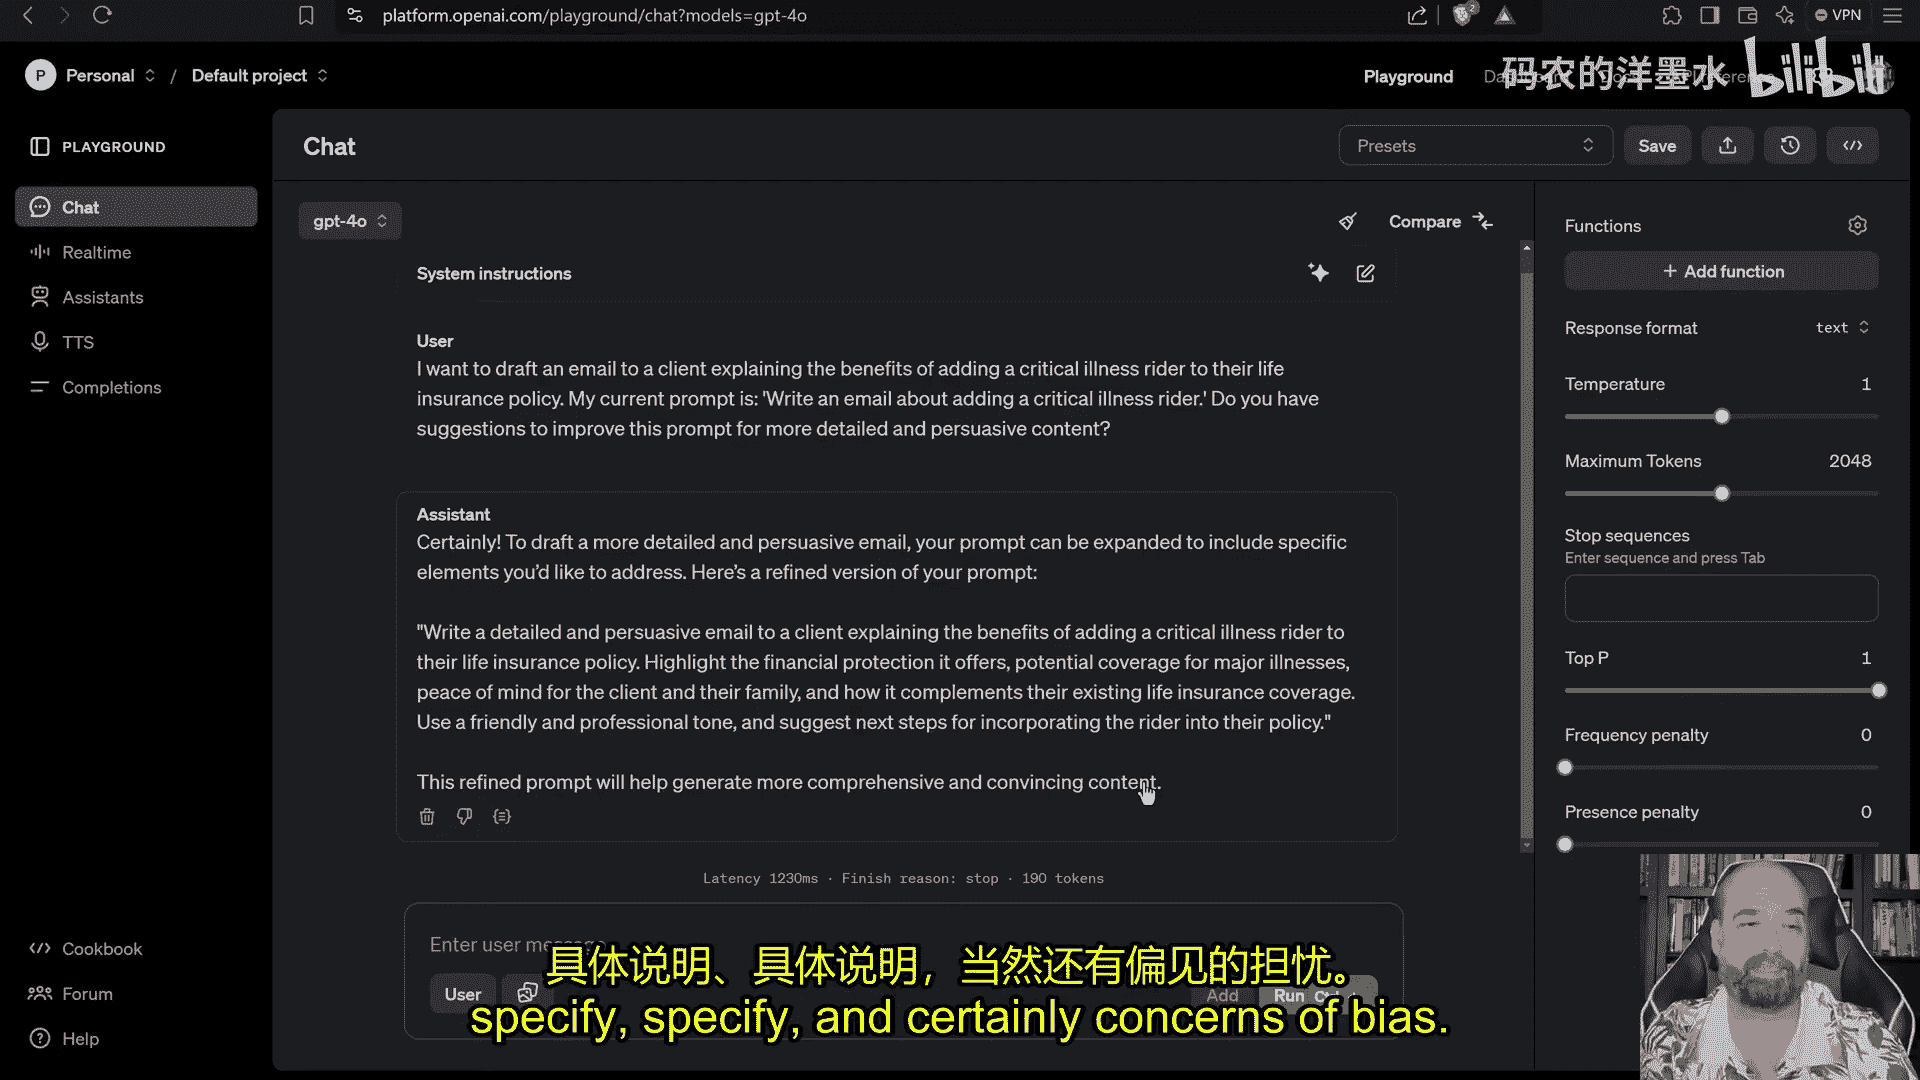 platform.openai.com/playground/chat?models=gpt-4o
2
VPN
P Personal / Default project
Playground
码农的洋墨水 bilibili
PLAYGROUND
Chat
Realtime
Assistants
TTS
Completions
Cookbook
Forum
Help
Chat
Presets
Save
gpt-4o
Compare
System instructions
User
I want to draft an email to a client explaining the benefits of adding a critical illness rider to their life
insurance policy. My current prompt is: 'Write an email about adding a critical illness rider.' Do you have
suggestions to improve this prompt for more detailed and persuasive content?
Assistant
Certainly! To draft a more detailed and persuasive email, your prompt can be expanded to include specific
elements you’d like to address. Here’s a refined version of your prompt:
"Write a detailed and persuasive email to a client explaining the benefits of adding a critical illness rider to
their life insurance policy. Highlight the financial protection it offers, potential coverage for major illnesses,
peace of mind for the client and their family, and how it complements their existing life insurance coverage.
Use a friendly and professional tone, and suggest next steps for incorporating the rider into their policy."
This refined prompt will help generate more comprehensive and convincing content.
Latency 1230ms · Finish reason: stop · 190 tokens
Enter user message
User
Add
Run
具体说明、具体说明，当然还有偏见的担忧。
specify, specify, and certainly concerns of bias.
Functions
+ Add function
Response format
text
Temperature
1
Maximum Tokens
2048
Stop sequences
Enter sequence and press Tab
Top P
1
Frequency penalty
0
Presence penalty
0